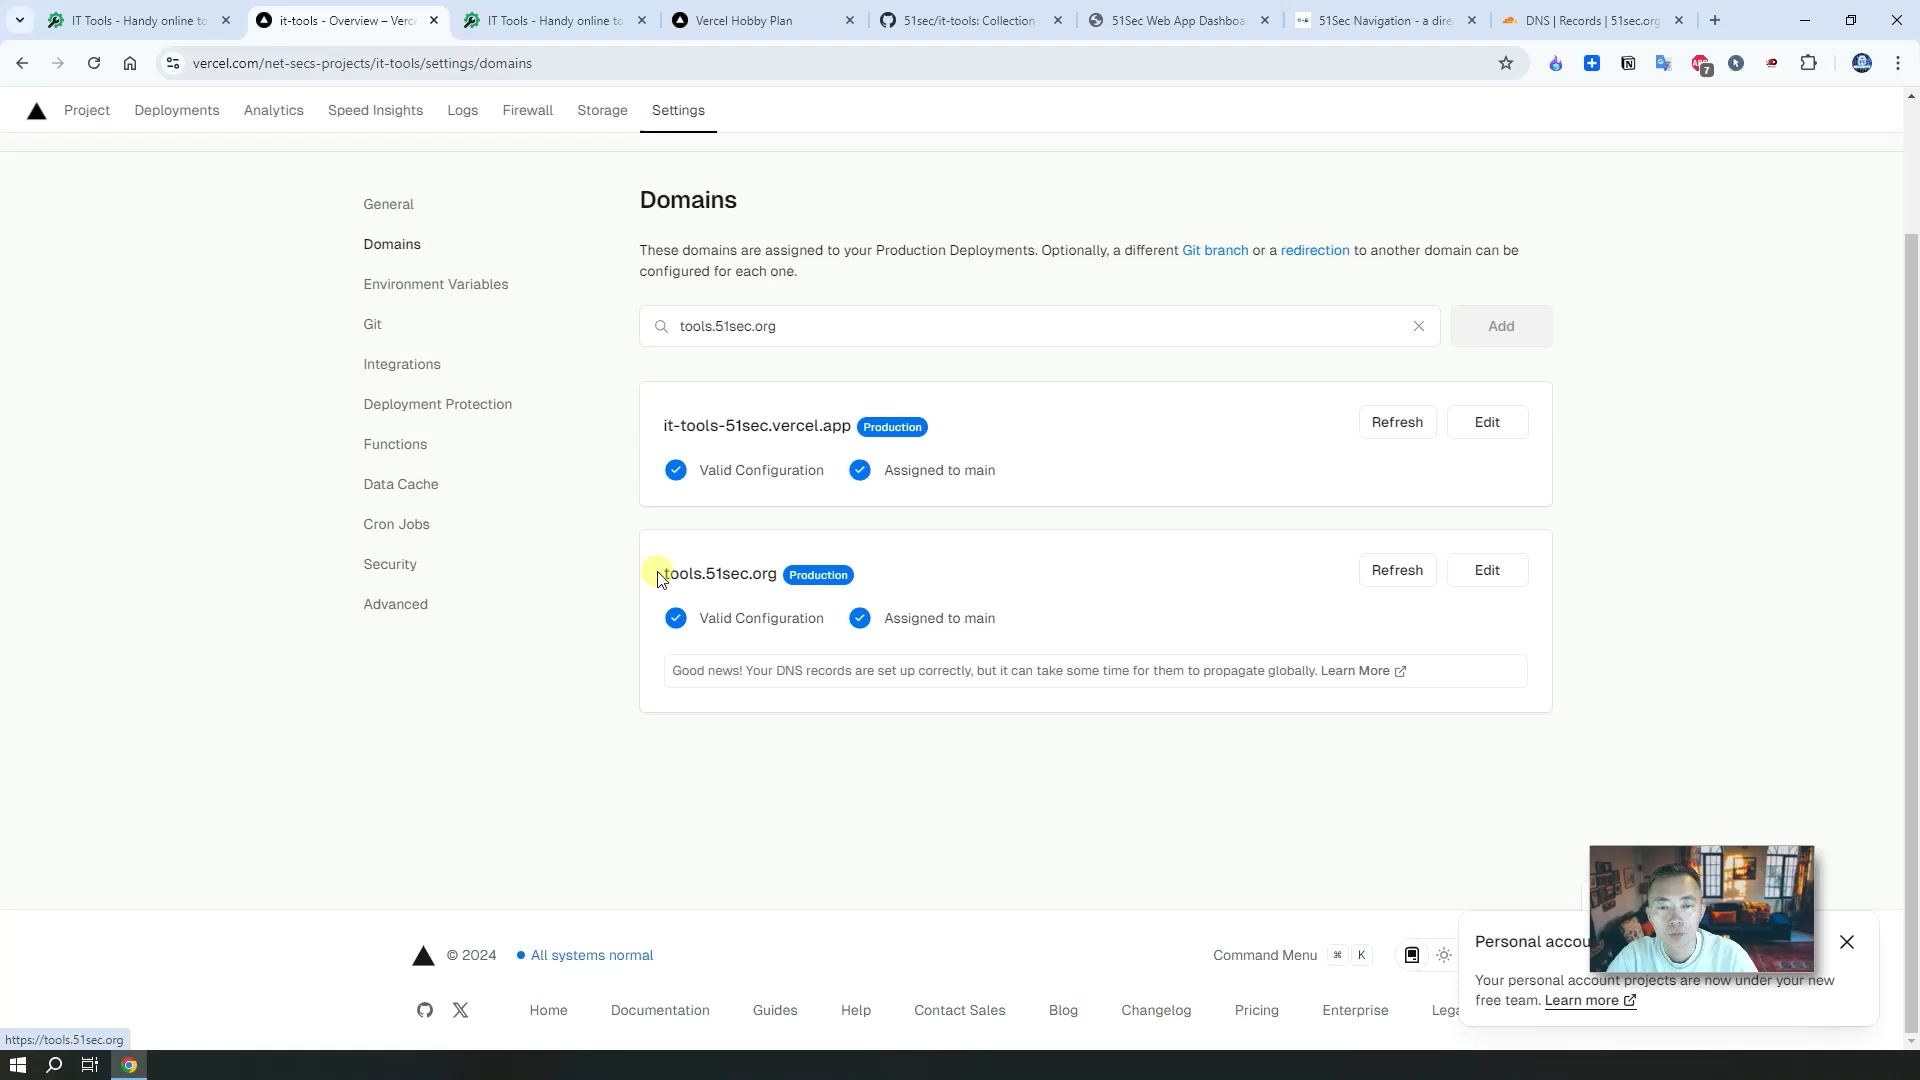 IT Tools - Handy online to
it-tools - Overview – Verc
IT Tools - Handy online to
Vercel Hobby Plan
51sec/it-tools: Collection
51Sec Web App Dashboa
51Sec Navigation - a dire
DNS | Records | 51sec.org
vercel.com/net-secs-projects/it-tools/settings/domains
7
Project
Deployments
Analytics
Speed Insights
Logs
Firewall
Storage
Settings
General
Domains
Environment Variables
Git
Integrations
Deployment Protection
Functions
Data Cache
Cron Jobs
Security
Advanced
Domains
These domains are assigned to your Production Deployments. Optionally, a different Git branch or a redirection to another domain can be
configured for each one.
tools.51sec.org
Add
it-tools-51sec.vercel.app
Production
Refresh
Edit
Valid Configuration
Assigned to main
tools.51sec.org
Production
Refresh
Edit
Valid Configuration
Assigned to main
Good news! Your DNS records are set up correctly, but it can take some time for them to propagate globally. Learn More
© 2024
All systems normal
Command Menu
⌘ K
Home
Documentation
Guides
Help
Contact Sales
Blog
Changelog
Pricing
Enterprise
Lega
Personal accou
Your personal account projects are now under your new
free team. Learn more
https://tools.51sec.org